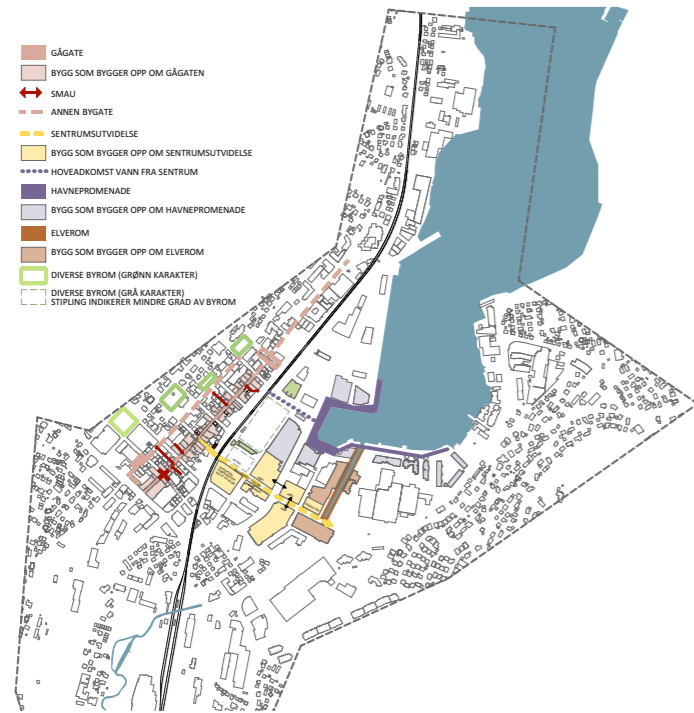 GÅGATE
BYGG SOM BYGGER OPP OM GÅGATEN
SMAU
ANNEN BYGATE
SENTRUMSUTVIDELSE
BYGG SOM BYGGER OPP OM SENTRUMSUTVIDELSE
HOVEADKOMST VANN FRA SENTRUM
HAVNEPROMENADE
BYGG SOM BYGGER OPP OM HAVNEPROMENADE
ELVEROM
BYGG SOM BYGGER OPP OM ELVEROM
DIVERSE BYROM (GRØNN KARAKTER)
DIVERSE BYROM (GRÅ KARAKTER)
STIPLING INDIKERER MINDRE GRAD AV BYROM